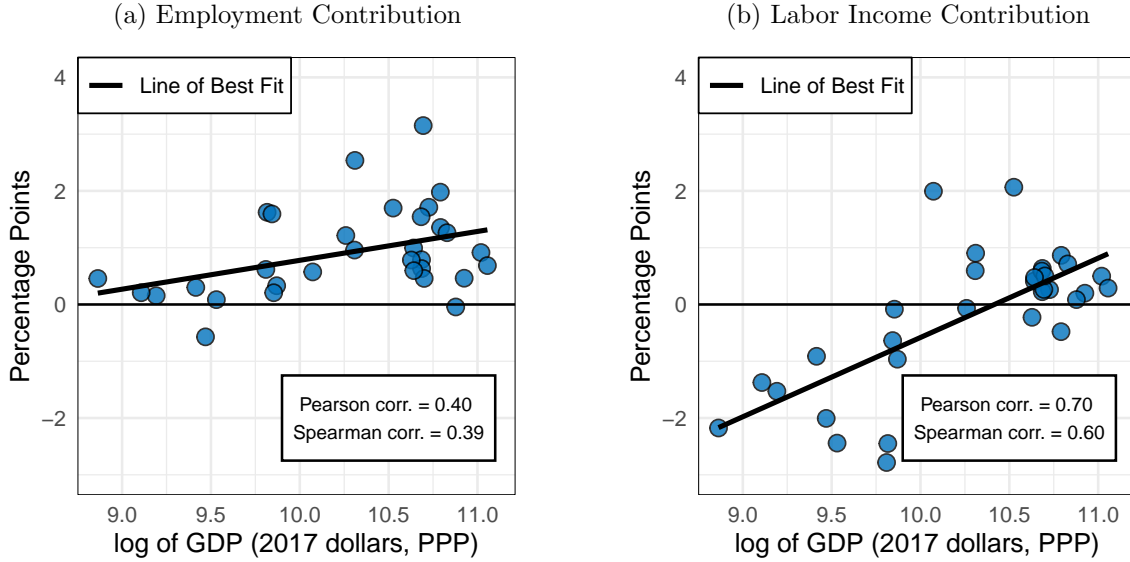 (a) Employment Contribution
Line of Best Fit
4
2
0
−2
Percentage Points
Pearson corr. = 0.40
Spearman corr. = 0.39
9.0 9.5 10.0 10.5 11.0
log of GDP (2017 dollars, PPP)
(b) Labor Income Contribution
Line of Best Fit
4
2
0
−2
Percentage Points
Pearson corr. = 0.70
Spearman corr. = 0.60
9.0 9.5 10.0 10.5 11.0
log of GDP (2017 dollars, PPP)